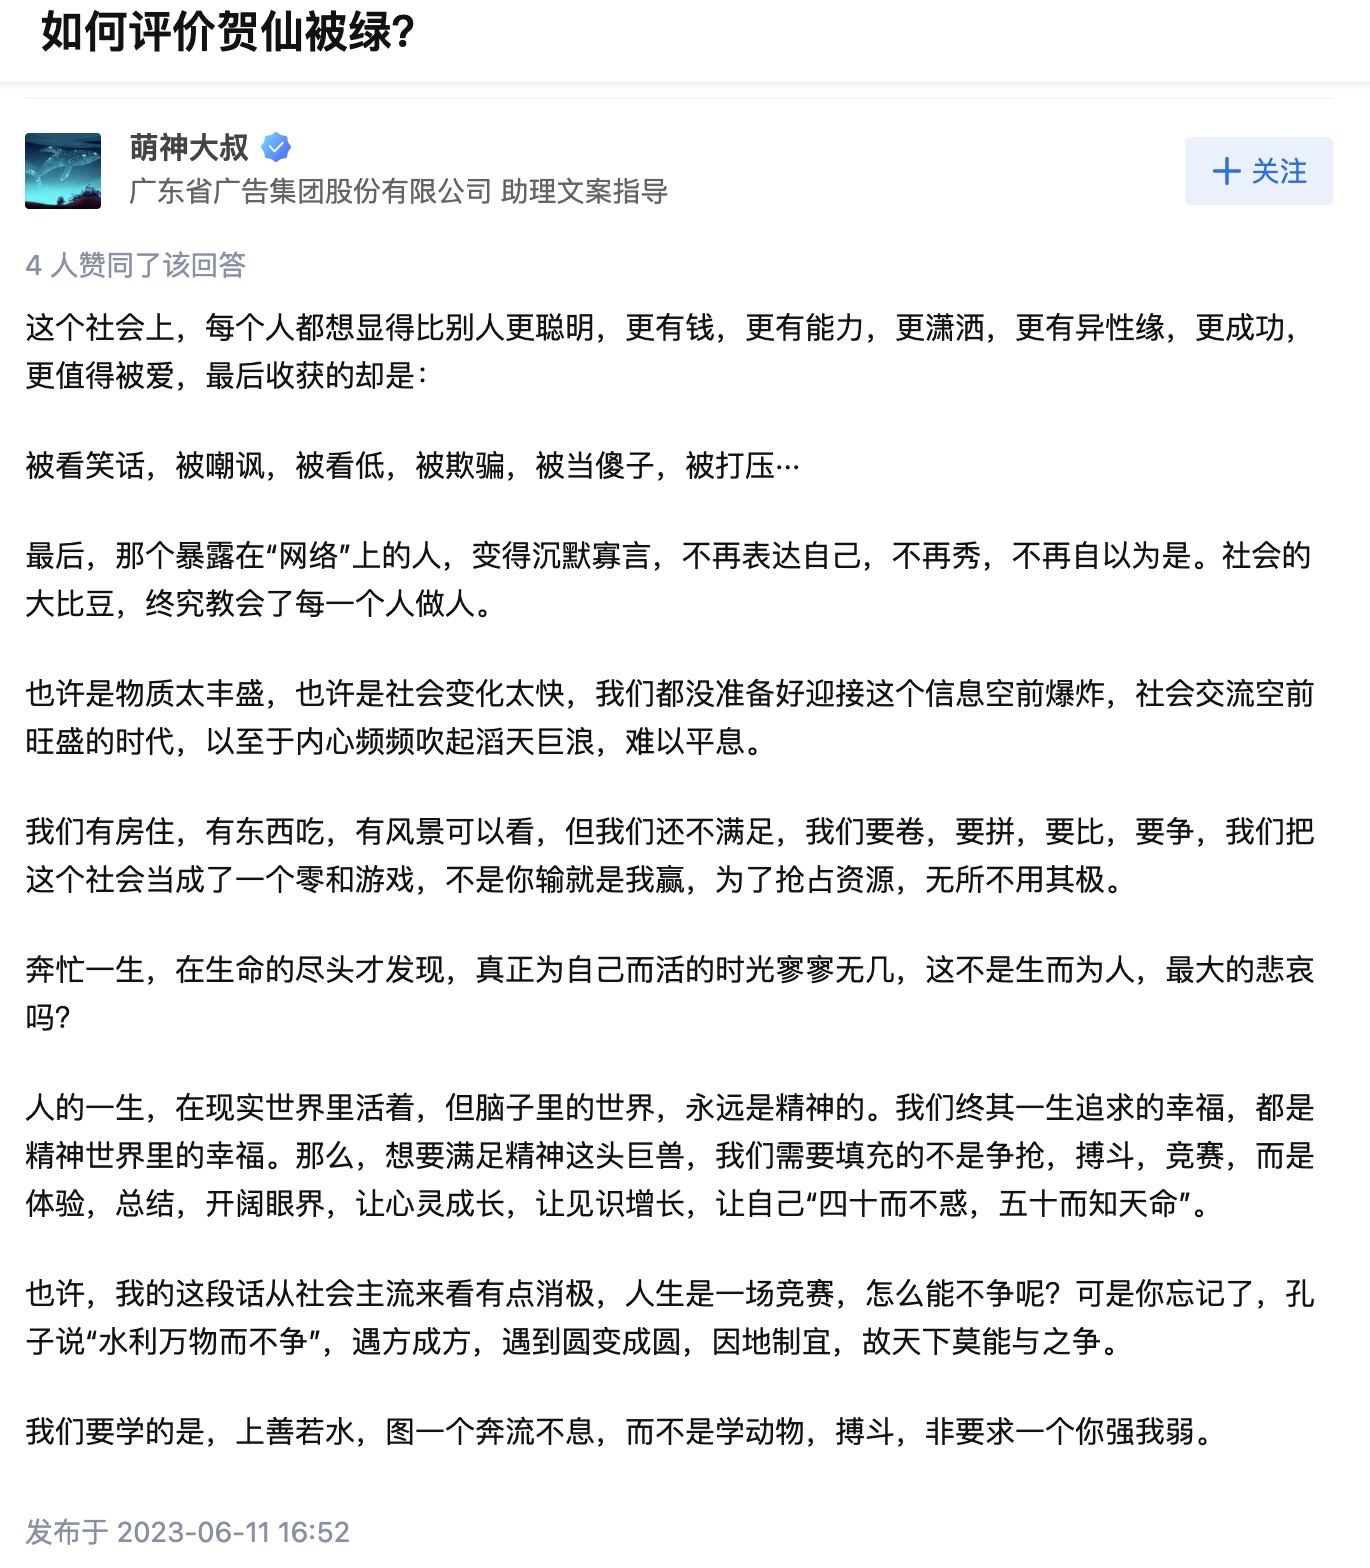 如何评价贺仙被绿?
萌神大叔
广东省广告集团股份有限公司 助理文案指导
+ 关注
4 人赞同了该回答
这个社会上，每个人都想显得比别人更聪明，更有钱，更有能力，更潇洒，更有异性缘，更成功，
更值得被爱，最后收获的却是：
被看笑话，被嘲讽，被看低，被欺骗，被当傻子，被打压···
最后，那个暴露在“网络”上的人，变得沉默寡言，不再表达自己，不再秀，不再自以为是。社会的
大比豆，终究教会了每一个人做人。
也许是物质太丰盛，也许是社会变化太快，我们都没准备好迎接这个信息空前爆炸，社会交流空前
旺盛的时代，以至于内心频频吹起滔天巨浪，难以平息。
我们有房住，有东西吃，有风景可以看，但我们还不满足，我们要卷，要拼，要比，要争，我们把
这个社会当成了一个零和游戏，不是你输就是我赢，为了抢占资源，无所不用其极。
奔忙一生，在生命的尽头才发现，真正为自己而活的时光寥寥无几，这不是生而为人，最大的悲哀
吗?
人的一生，在现实世界里活着，但脑子里的世界，永远是精神的。我们终其一生追求的幸福，都是
精神世界里的幸福。那么，想要满足精神这头巨兽，我们需要填充的不是争抢，搏斗，竞赛，而是
体验，总结，开阔眼界，让心灵成长，让见识增长，让自己“四十而不惑，五十而知天命”。
也许，我的这段话从社会主流来看有点消极，人生是一场竞赛，怎么能不争呢？可是你忘记了，孔
子说“水利万物而不争”，遇方成方，遇到圆变成圆，因地制宜，故天下莫能与之争。
我们要学的是，上善若水，图一个奔流不息，而不是学动物，搏斗，非要求一个你强我弱。
发布于 2023-06-11 16:52